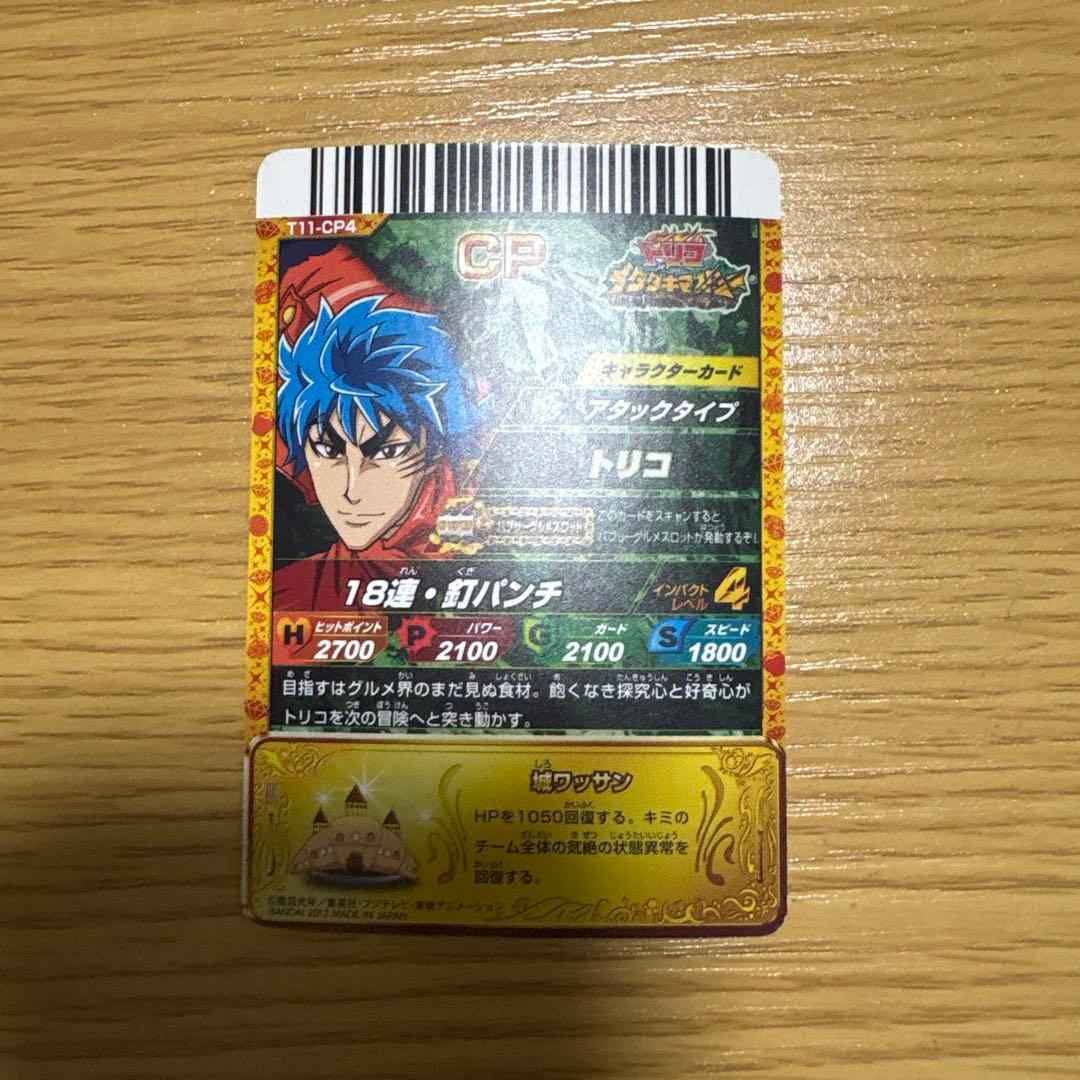 T11-CP4
CP
トリコ
キャラクターカード
アタックタイプ
トリコ
このカードをスキャンすると、
バブリーグルメスロットが発動するぞ!
18連・釘パンチ
れん くぎ
インパクト
レベル 4
H ヒットポイント 2700
P パワー 2100
G ガード 2100
S スピード 1800
目指すはグルメ界のまだ見ぬ食材。飽くなき探究心と好奇心が
トリコを次の冒険へと突き動かす。
城ワッサン
しろ
HPを1050回復する。キミの
チーム全体の気絶の状態異常を
回復する。
BANDAI 2012 MADE IN JAPAN